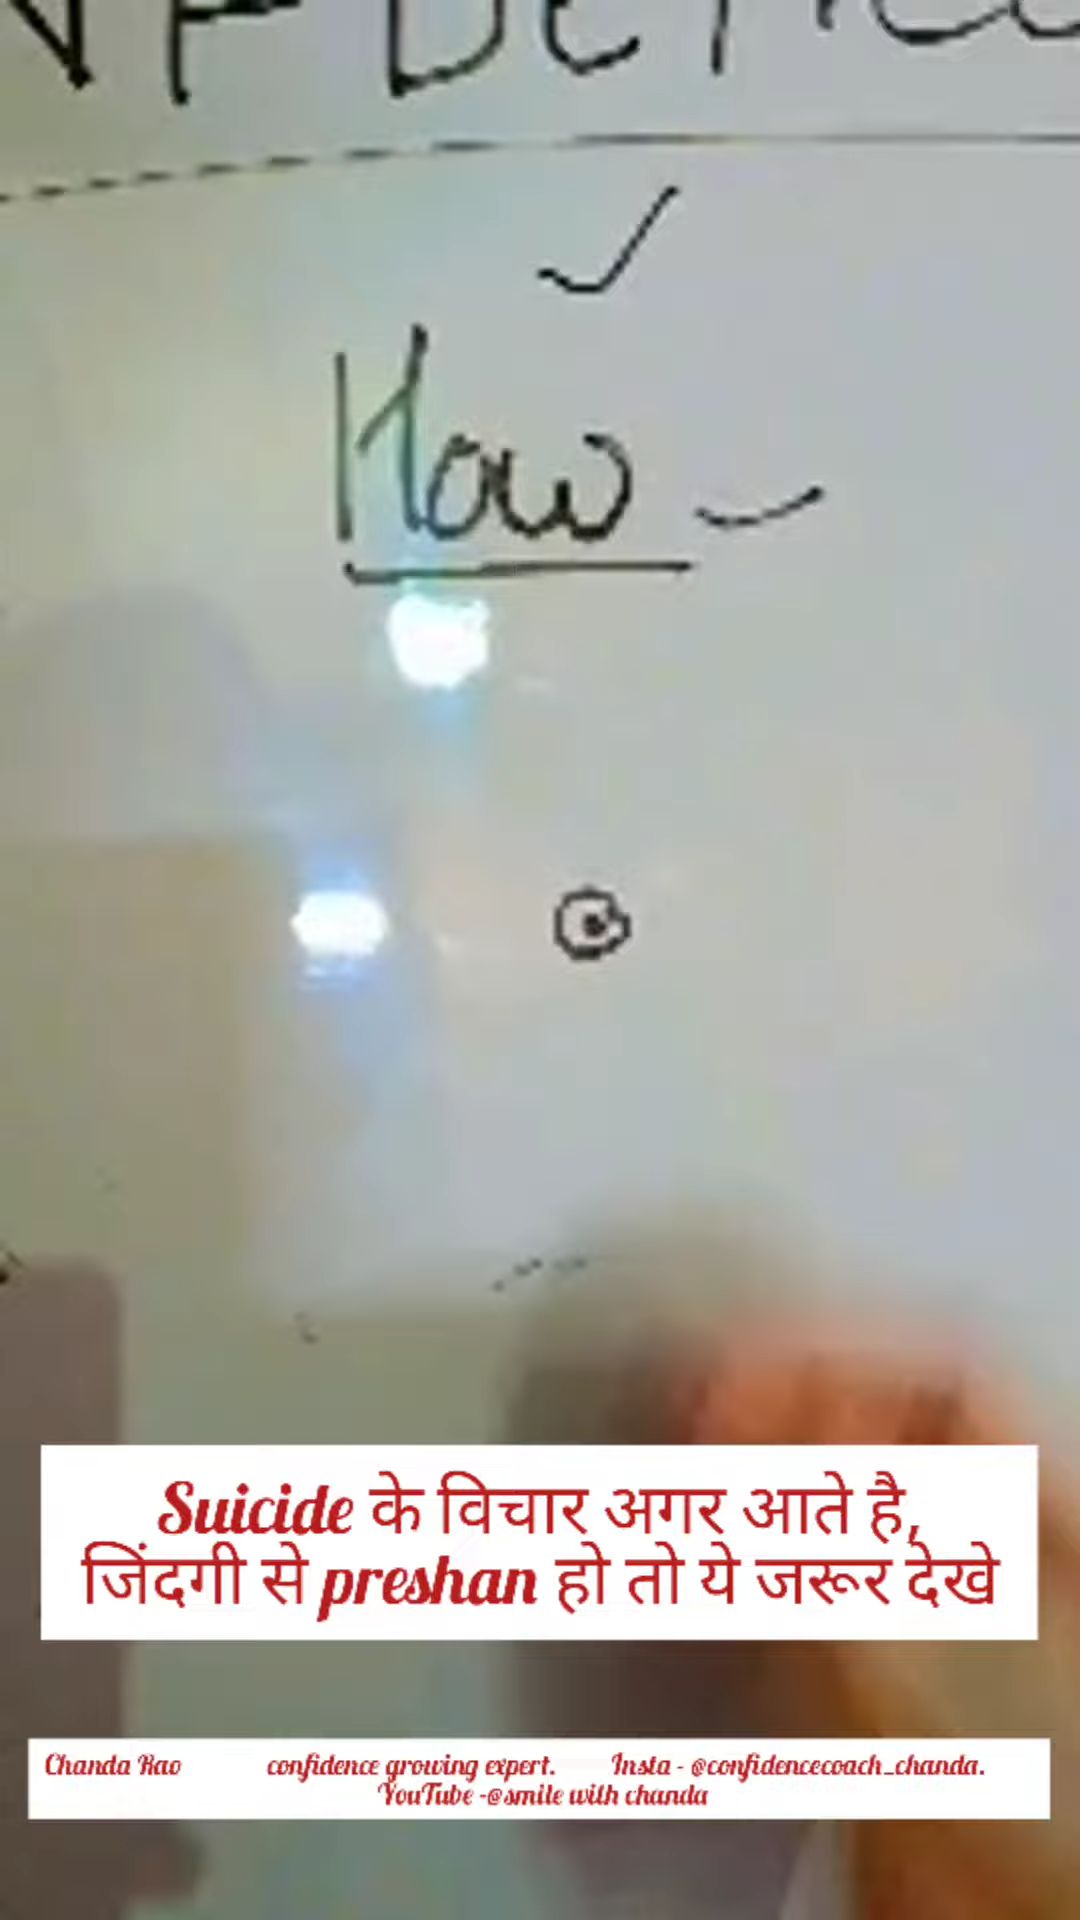 How
Suicide के विचार अगर आते है,
जिंदगी से preshan हो तो ये जरूर देखे
Chanda Rao confidence growing expert. Insta - @confidencecoach_chanda.
YouTube -@smile with chanda